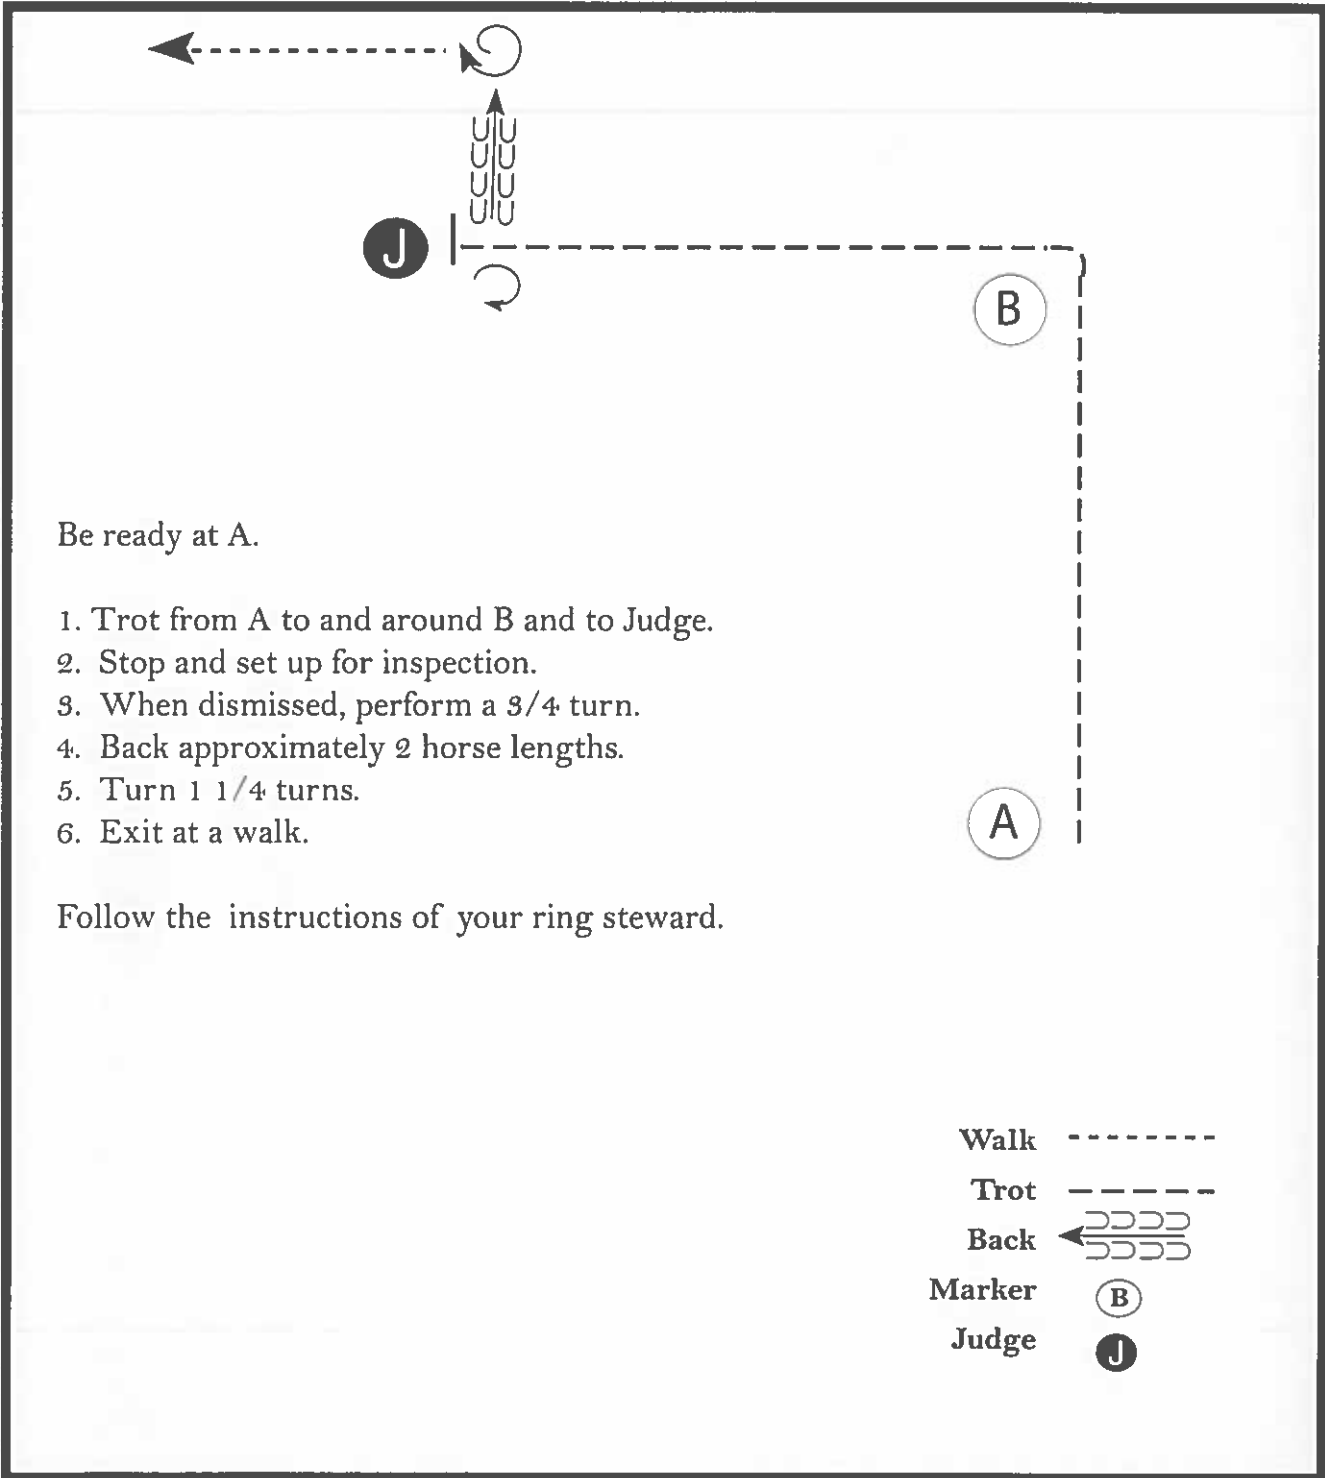 J
B
Be ready at A.
1. Trot from A to and around B and to Judge.
2. Stop and set up for inspection.
3. When dismissed, perform a 3/4 turn.
4. Back approximately 2 horse lengths.
5. Turn 1 1/4 turns.
6. Exit at a walk.
A
Follow the instructions of your ring steward.
Walk
Trot
Back
Marker B
Judge J